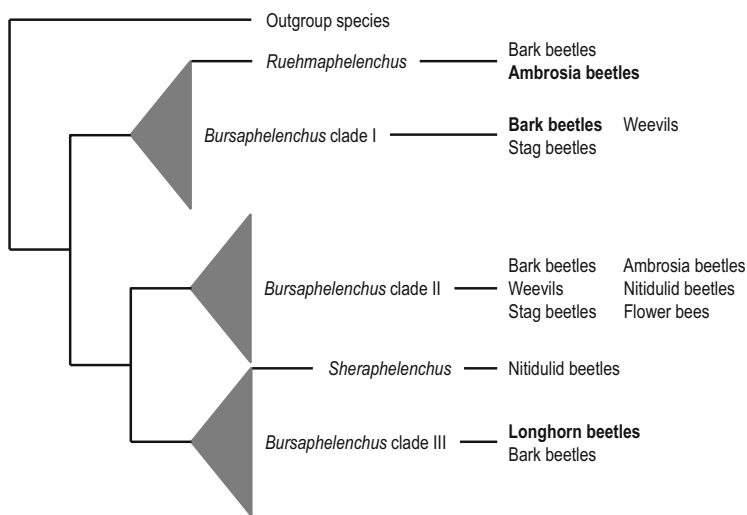 Outgroup species
Ruehmaphelenchus
Bark beetles
Ambrosia beetles
Bursaphelenchus clade I
Bark beetles Weevils
Stag beetles
Bursaphelenchus clade II
Bark beetles Ambrosia beetles
Weevils Nitidulid beetles
Stag beetles Flower bees
Sheraphelenchus Nitidulid beetles
Bursaphelenchus clade III
Longhorn beetles
Bark beetles